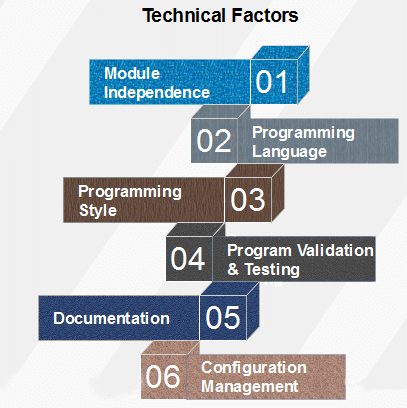 Technical Factors
Module
Independence
01
02
Programming
Language
Programming
Style
03
04
Program Validation
& Testing
Documentation
05
06
Configuration
Management